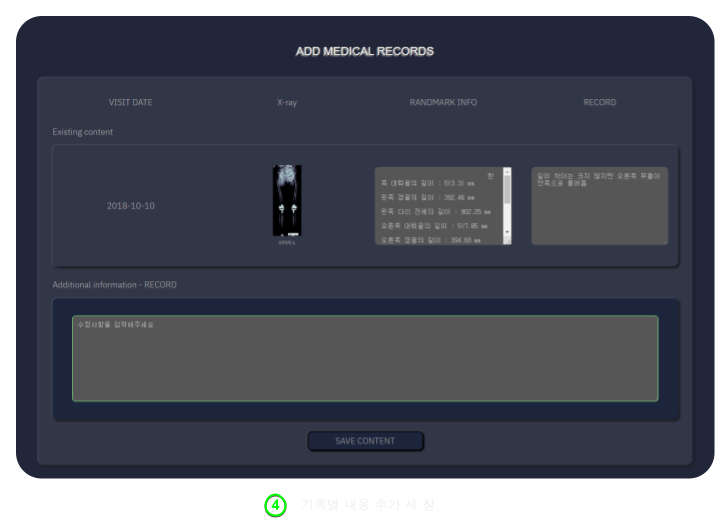 ADD MEDICAL RECORDS
VISIT DATE X-ray RANDMARK INFO RECORD
Existing content
2018-10-10
왼
쪽 대퇴골의 길이 : 513.31 mm
왼쪽 경골의 길이 : 392.46 mm
왼쪽 다리 전체의 길이 : 902.25 mm
오른쪽 대퇴골의 길이 : 517.85 mm
오른쪽 경골의 길이 : 394.60 mm
길이 차이는 크지 않지만 오른쪽 무릎이
안쪽으로 휘어줌
Additional information - RECORD
수정사항을 입력해주세요
SAVE CONTENT
4 기록별 내용 추가 새 창